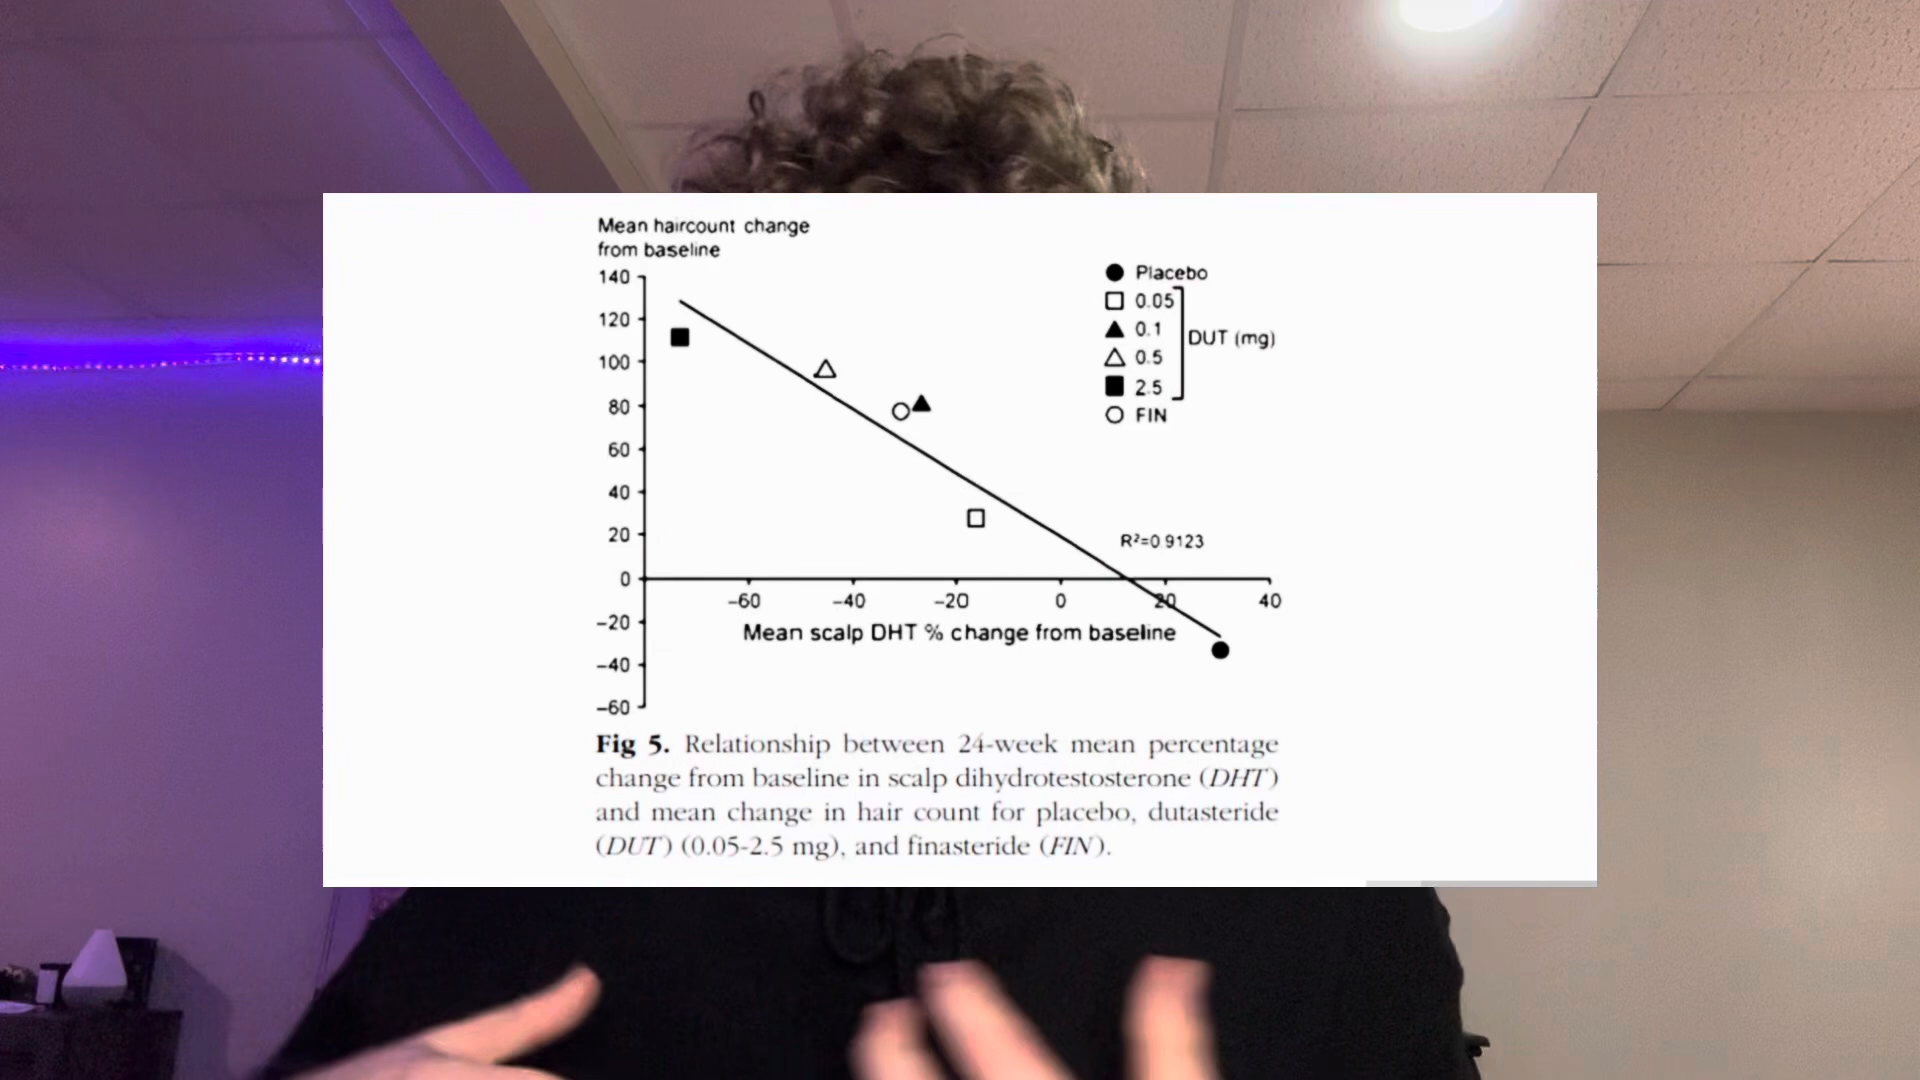 Mean haircount change
from baseline
140
120
100
80
60
40
20
0
-20
-40
-60
-60 -40 -20 0 20 40
Mean scalp DHT % change from baseline
Placebo
0.05
0.1
0.5
2.5
DUT (mg)
FIN
R²=0.9123
Fig 5. Relationship between 24-week mean percentage
change from baseline in scalp dihydrotestosterone (DHT)
and mean change in hair count for placebo, dutasteride
(DUT) (0.05-2.5 mg), and finasteride (FIN).